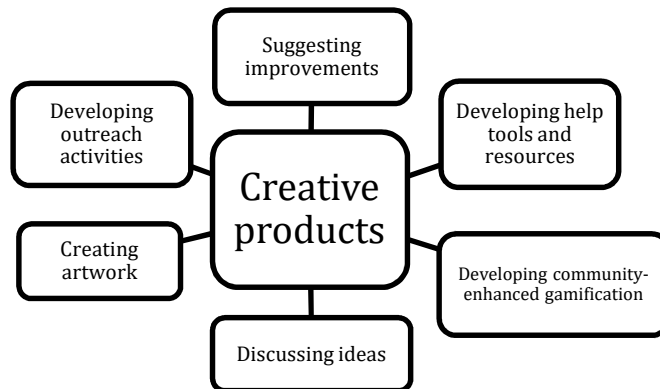 Suggesting
improvements
Developing
outreach
activities
Developing help
tools and
resources
Creative
products
Creating
artwork
Developing community-
enhanced gamification
Discussing ideas